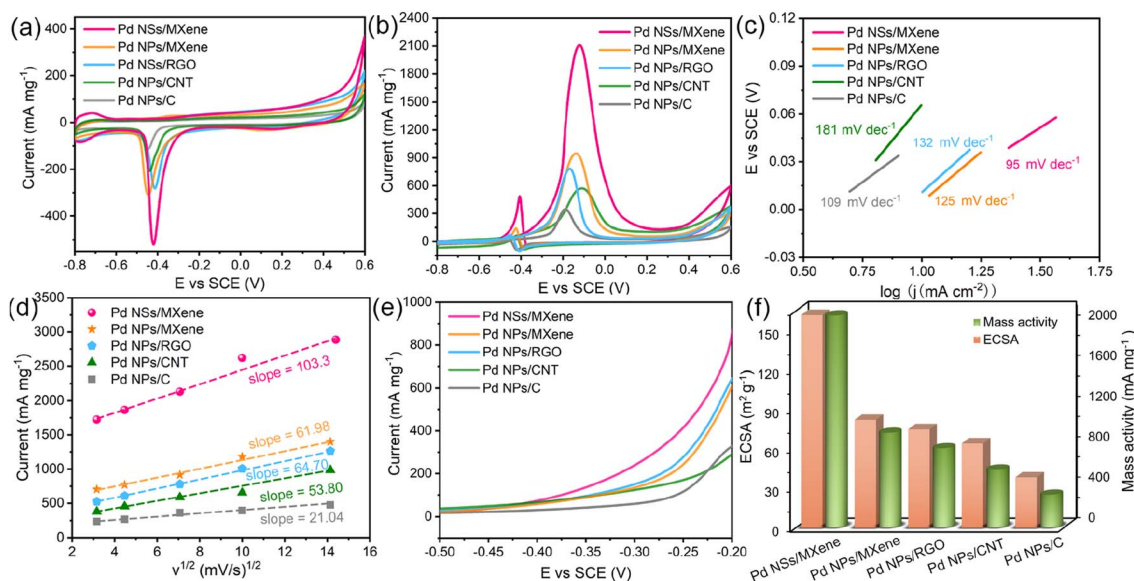 (a)
Pd NSs/MXene
Pd NPs/MXene
Pd NSs/RGO
Pd NPs/CNT
Pd NPs/C
400
200
0
-200
-400
Current (mA mg⁻¹)
-0.8 -0.6 -0.4 -0.2 0.0 0.2 0.4 0.6
E vs SCE (V)
(b)
2100
1800
1500
1200
900
600
300
0
Current (mA mg⁻¹)
Pd NSs/MXene
Pd NPs/MXene
Pd NPs/RGO
Pd NPs/CNT
Pd NPs/C
-0.8 -0.6 -0.4 -0.2 0.0 0.2 0.4 0.6
E vs SCE (V)
(c)
0.12
0.09
0.06
0.03
0.00
E vs SCE (V)
Pd NSs/MXene
Pd NPs/MXene
Pd NPs/RGO
Pd NPs/CNT
Pd NPs/C
181 mV dec⁻¹
132 mV dec⁻¹
95 mV dec⁻¹
109 mV dec⁻¹
125 mV dec⁻¹
0.50 1.00 1.25 1.75
log (j (mA cm⁻²))
(d)
3500
3000
2500
2000
1500
1000
500
0
Current (mA mg⁻¹)
Pd NSs/MXene
Pd NPs/MXene
Pd NPs/RGO
Pd NPs/CNT
Pd NPs/C
slope = 103.3
slope = 61.98
slope = 64.70
slope = 53.80
slope = 21.04
2 4 6 8 10 12 14 16
v¹/² (mV/s)¹/²
(e)
1000
800
600
400
200
0
Current (mA mg⁻¹)
Pd NSs/MXene
Pd NPs/MXene
Pd NPs/RGO
Pd NPs/CNT
Pd NPs/C
-0.50 -0.45 -0.40 -0.35 -0.30 -0.25 -0.20
E vs SCE (V)
(f)
150
120
90
60
30
0
ECSA (m² g⁻¹)
Mass activity
ECSA
2000
1600
1200
800
400
0
Mass activity (mA mg⁻¹)
Pd NSs/MXene
Pd NPs/MXene
Pd NPs/RGO
Pd NPs/CNT
Pd NPs/C